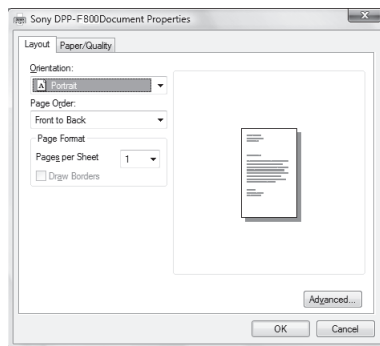 Sony DPP-F800Document Properties
Layout
Paper/Quality
Orientation:
A Portrait
Page Order:
Front to Back
Page Format
Pages per Sheet
1
Draw Borders
Advanced...
OK
Cancel